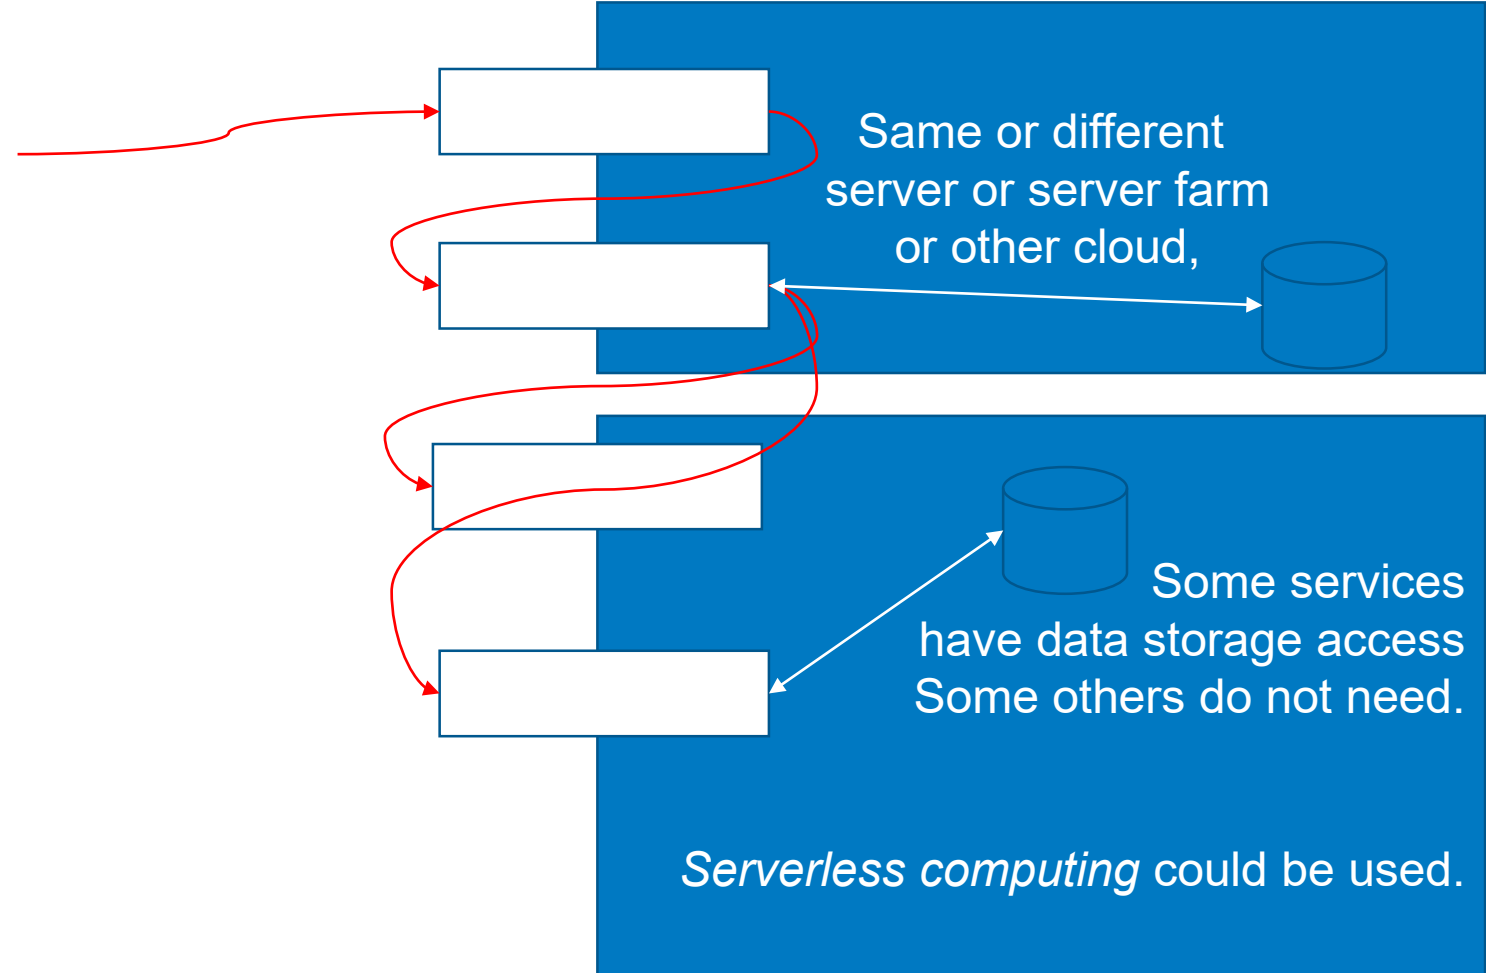 Same or different
server or server farm
or other cloud,
Some services
have data storage access
Some others do not need.
Serverless computing could be used.